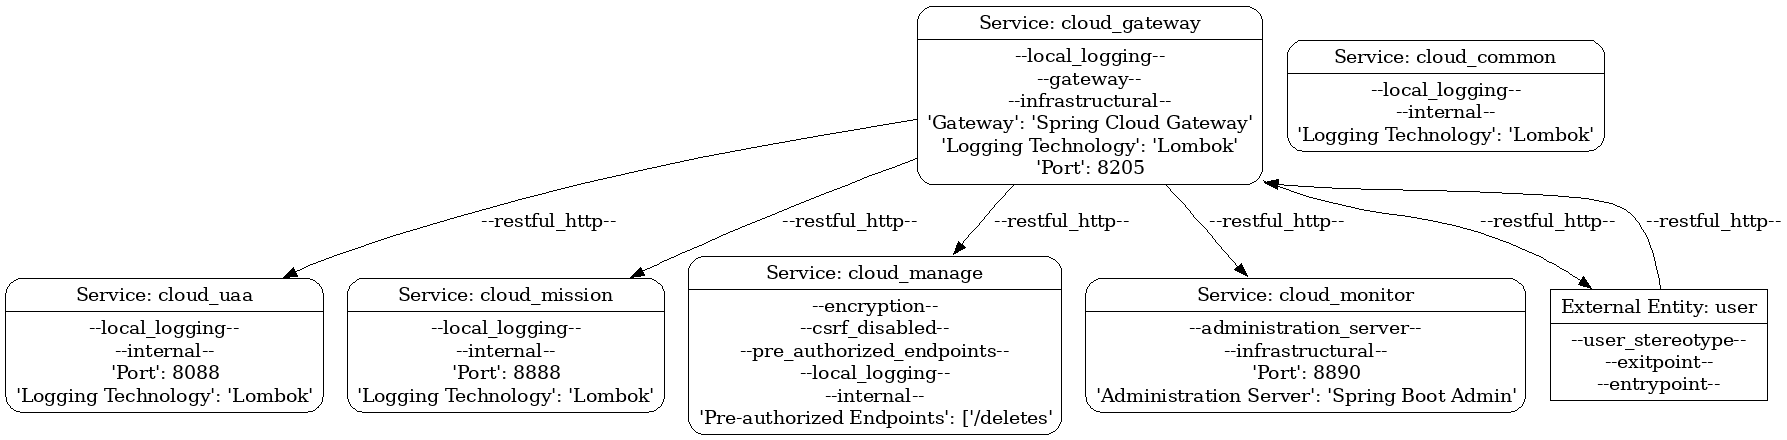 Service: cloud_gateway
--local_logging--
--gateway--
--infrastructural--
'Gateway': 'Spring Cloud Gateway'
'Logging Technology': 'Lombok'
'Port': 8205
Service: cloud_common
--local_logging--
--internal--
'Logging Technology': 'Lombok'
--restful_http--
--restful_http--
--restful_http--
--restful_http--
--restful_http--
--restful_http--
Service: cloud_uaa
--local_logging--
--internal--
'Port': 8088
'Logging Technology': 'Lombok'
Service: cloud_mission
--local_logging--
--internal--
'Port': 8888
'Logging Technology': 'Lombok'
Service: cloud_manage
--encryption--
--csrf_disabled--
--pre_authorized_endpoints--
--local_logging--
--internal--
'Pre-authorized Endpoints': ['/deletes'
Service: cloud_monitor
--administration_server--
--infrastructural--
'Port': 8890
'Administration Server': 'Spring Boot Admin'
External Entity: user
--user_stereotype--
--exitpoint--
--entrypoint--